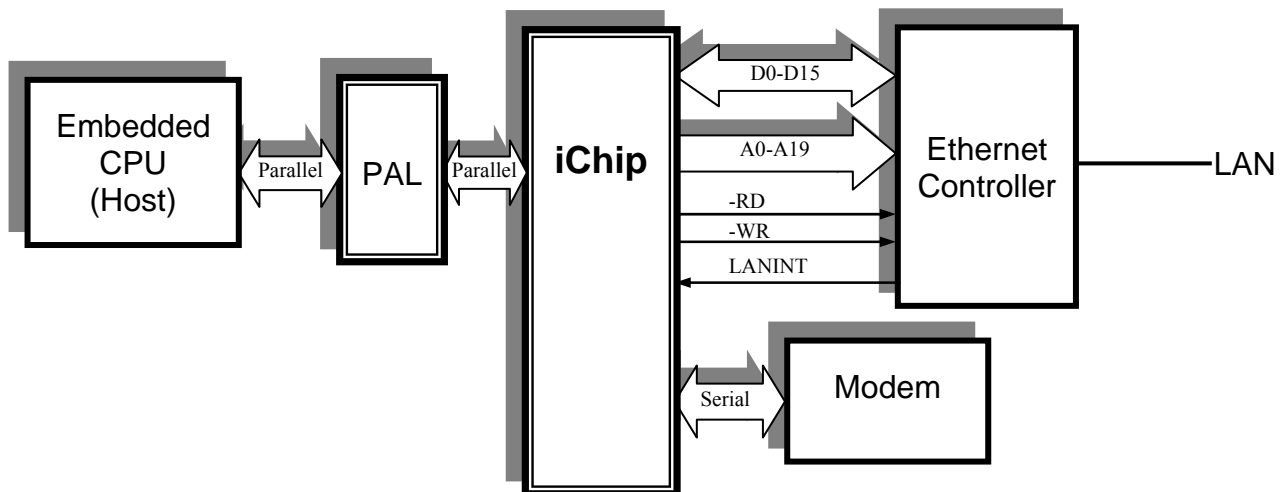 Embedded
CPU
(Host)
Parallel
PAL
Parallel
iChip
D0-D15
A0-A19
-RD
-WR
LANINT
Ethernet
Controller
LAN
Serial
Modem